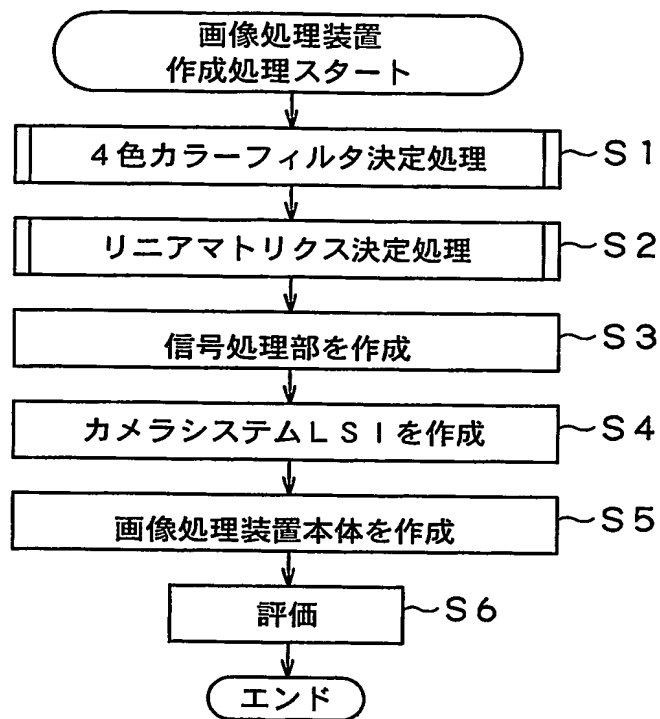 画像処理装置
作成処理スタート
４色カラーフィルタ決定処理 Ｓ１
リニアマトリクス決定処理 Ｓ２
信号処理部を作成 Ｓ３
カメラシステムＬＳＩを作成 Ｓ４
画像処理装置本体を作成 Ｓ５
評価 Ｓ６
エンド